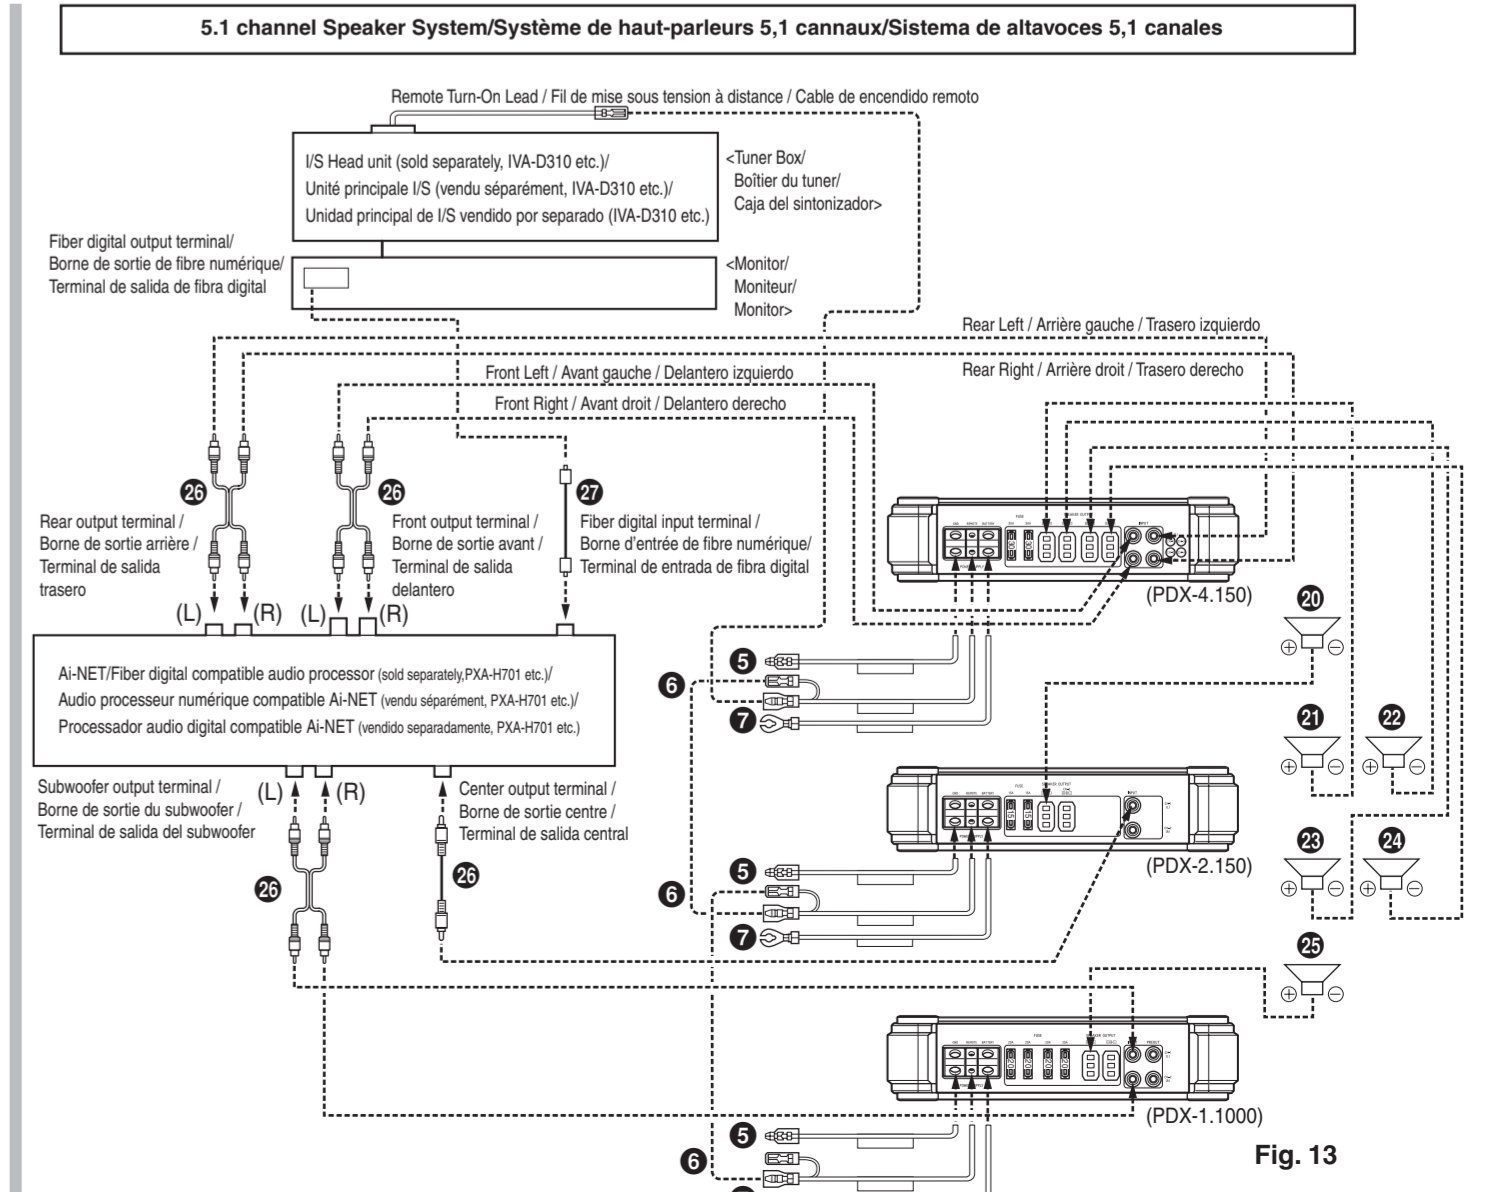 5.1 channel Speaker System/Système de haut-parleurs 5,1 cannaux/Sistema de altavoces 5,1 canales
Remote Turn-On Lead / Fil de mise sous tension à distance / Cable de encendido remoto
I/S Head unit (sold separately, IVA-D310 etc.)/
Unité principale I/S (vendu séparément, IVA-D310 etc.)/
Unidad principal de I/S vendido por separado (IVA-D310 etc.)
<Tuner Box/
Boîtier du tuner/
Caja del sintonizador>
Fiber digital output terminal/
Borne de sortie de fibre numérique/
Terminal de salida de fibra digital
<Monitor/
Moniteur/
Monitor>
Rear Left / Arrière gauche / Trasero izquierdo
Rear Right / Arrière droit / Trasero derecho
Front Left / Avant gauche / Delantero izquierdo
Front Right / Avant droit / Delantero derecho
26
26
27
Rear output terminal /
Borne de sortie arrière /
Terminal de salida
trasero
Front output terminal /
Borne de sortie avant /
Terminal de salida
delantero
Fiber digital input terminal /
Borne d'entrée de fibre numérique/
Terminal de entrada de fibra digital
(L) (R) (L) (R)
(PDX-4.150)
Ai-NET/Fiber digital compatible audio processor (sold separately,PXA-H701 etc.)/
Audio processeur numérique compatible Ai-NET (vendu séparément, PXA-H701 etc.)/
Processador audio digital compatible Ai-NET (vendido separadamente, PXA-H701 etc.)
5
6
7
20
21
22
Subwoofer output terminal /
Borne de sortie du subwoofer /
Terminal de salida del subwoofer
(L) (R)
Center output terminal /
Borne de sortie centre /
Terminal de salida central
26
26
(PDX-2.150)
5
6
7
23
24
25
(PDX-1.1000)
5
6
Fig. 13